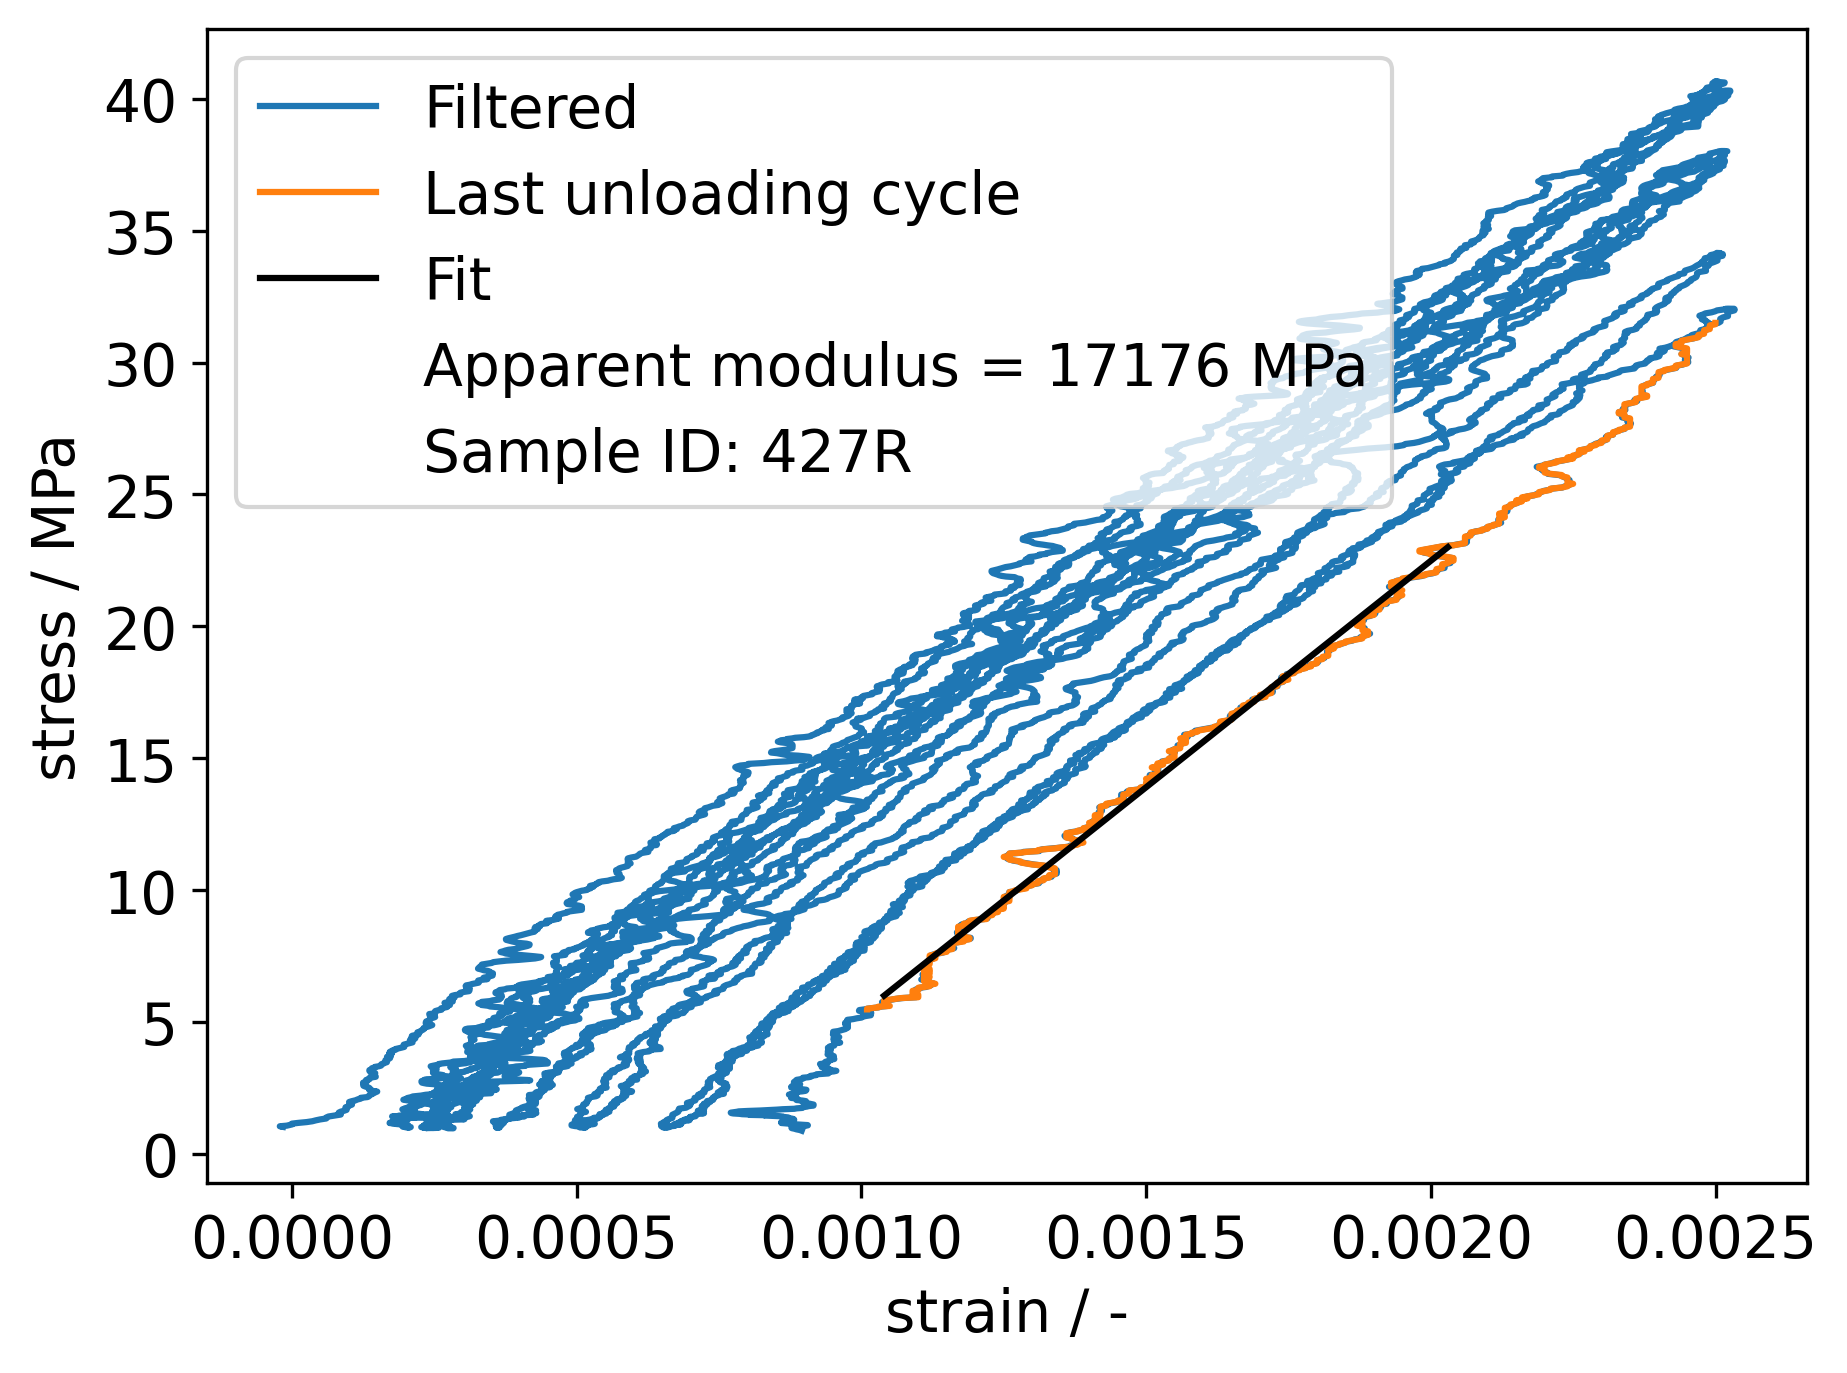 Filtered
Last unloading cycle
Fit
Apparent modulus = 17176 MPa
Sample ID: 427R
stress / MPa
40
35
30
25
20
15
10
5
0
0.0000 0.0005 0.0010 0.0015 0.0020 0.0025
strain / -